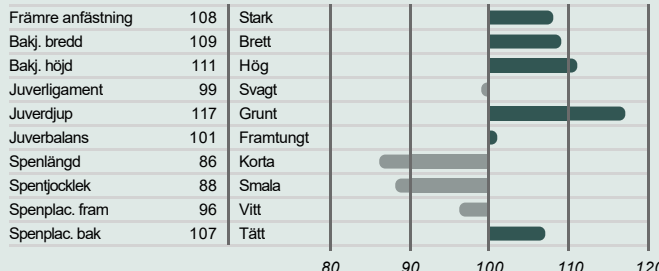 Främre anfästning 108 Stark
Bakj. bredd 109 Brett
Bakj. höjd 111 Hög
Juverligament 99 Svagt
Juverdjup 117 Grunt
Juverbalans 101 Framtungt
Spenlängd 86 Korta
Spentjocklek 88 Smala
Spenplac. fram 96 Vitt
Spenplac. bak 107 Tätt
80 90 100 110 120